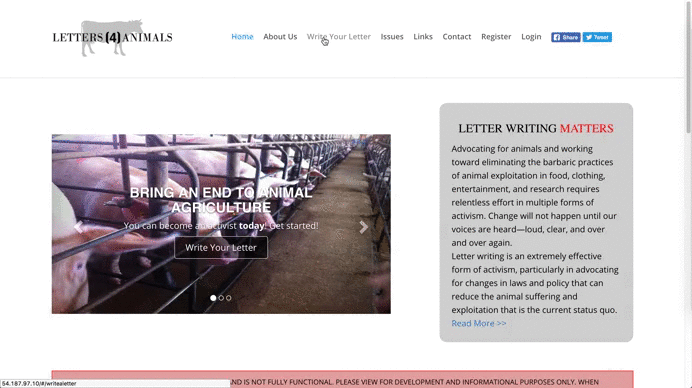 LETTERS (4) ANIMALS
Home About Us Write Your Letter Issues Links Contact Register Login Share Tweet
BRING AN END TO ANIMAL
AGRICULTURE
You can become an activist today! Get started!
Write Your Letter
LETTER WRITING MATTERS
Advocating for animals and working
toward eliminating the barbaric practices
of animal exploitation in food, clothing,
entertainment, and research requires
relentless effort in multiple forms of
activism. Change will not happen until our
voices are heard—loud, clear, and over
and over again.
Letter writing is an extremely effective
form of activism, particularly in advocating
for changes in laws and policy that can
reduce the animal suffering and
exploitation that is the current status quo.
Read More >>
54.187.97.10/#/writealetter
AND IS NOT FULLY FUNCTIONAL. PLEASE VIEW FOR DEVELOPMENT AND INFORMATIONAL PURPOSES ONLY. WHEN